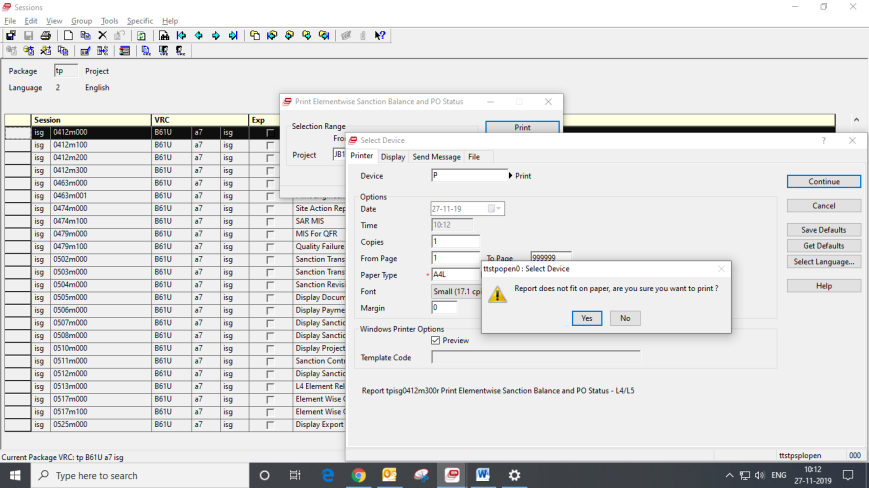 Sessions
File Edit View Group Tools Specific Help
Package tp Project
Language 2 English
Session VRC Exp
isg 0412m000 B61U a7 isg
isg 0412m100 B61U a7 isg
isg 0412m200 B61U a7 isg
isg 0412m300 B61U a7 isg
isg 0463m000 B61U a7 isg
isg 0463m001 B61U a7 isg
isg 0474m000 B61U a7 isg Site Action Rep
isg 0474m100 B61U a7 isg SAR MIS
isg 0479m000 B61U a7 isg MIS For QFR
isg 0479m100 B61U a7 isg Quality Failure
isg 0502m000 B61U a7 isg Sanction Trans
isg 0503m000 B61U a7 isg Sanction Trans
isg 0504m000 B61U a7 isg Sanction Revis
isg 0505m000 B61U a7 isg Display Docum
isg 0506m000 B61U a7 isg Display Payme
isg 0507m000 B61U a7 isg Display Sanctio
isg 0508m000 B61U a7 isg Display Sanctio
isg 0510m000 B61U a7 isg Display Project
isg 0511m000 B61U a7 isg Sanction Contr
isg 0512m000 B61U a7 isg Display Sanctio
isg 0513m000 B61U a7 isg L4 Element Rel
isg 0517m000 B61U a7 isg Element Wise C
isg 0517m100 B61U a7 isg Element Wise C
isg 0525m000 B61U a7 isg Display Export
Current Package VRC: tp B61U a7 isg
Print Elementwise Sanction Balance and PO Status
Selection Range
Fro
Project JB1
Print
Select Device
Printer Display Send Message File
Device P Print
Options
Date 27-11-19
Time 10:12
Copies 1
From Page 1 To Page 999999
Paper Type * A4L
Font Small (17.1 cp
Margin 0
Windows Printer Options
Preview
Template Code
Report tpisg0412m300r Print Elementwise Sanction Balance and PO Status - L4/L5
Continue
Cancel
Save Defaults
Get Defaults
Select Language...
Help
ttstpsplopen 000
ttstpopen0 : Select Device
Report does not fit on paper, are you sure you want to print ?
Yes No
Type here to search
ENG
10:12
27-11-2019